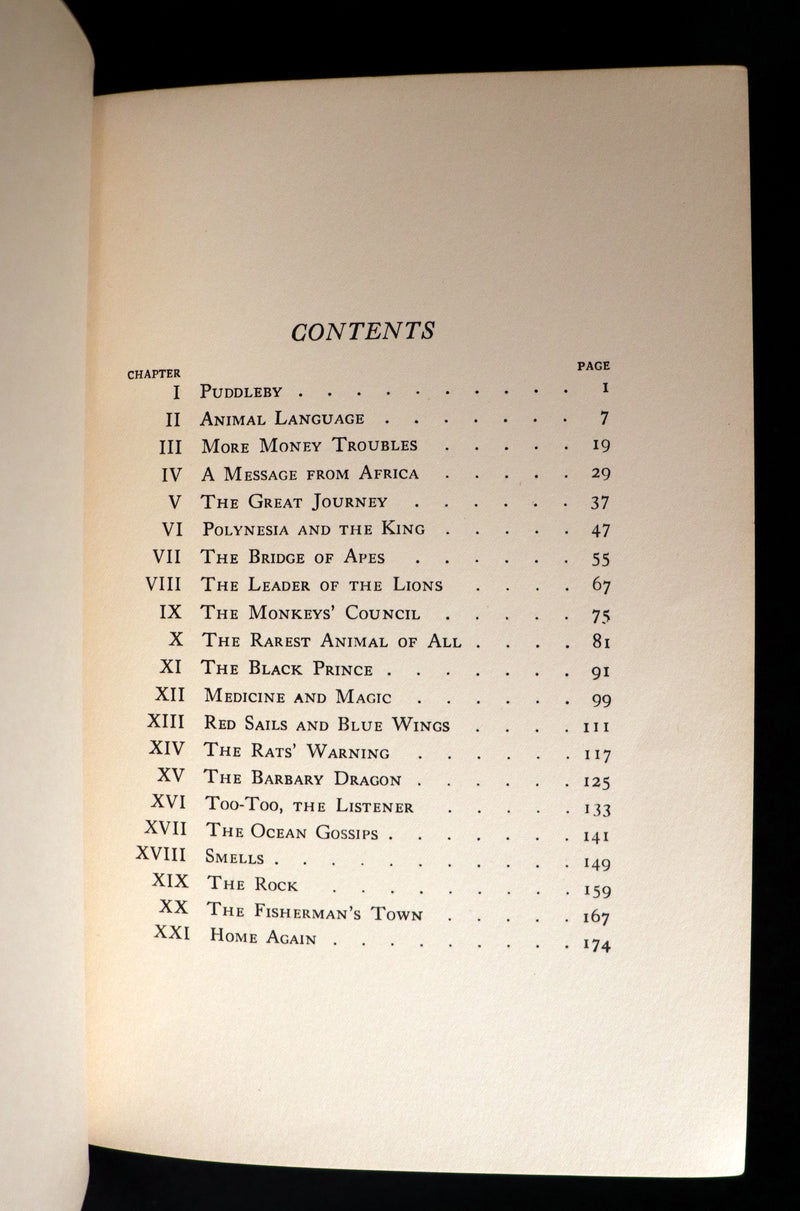 CONTENTS
CHAPTER PAGE
I PUDDLEBY . . . . . . . . . . 1
II ANIMAL LANGUAGE . . . . . . . 7
III MORE MONEY TROUBLES . . . . . 19
IV A MESSAGE FROM AFRICA . . . . . 29
V THE GREAT JOURNEY . . . . . . 37
VI POLYNESIA AND THE KING . . . . . 47
VII THE BRIDGE OF APES . . . . . . 55
VIII THE LEADER OF THE LIONS . . . . 67
IX THE MONKEYS' COUNCIL . . . . . 75
X THE RAREST ANIMAL OF ALL . . . . 81
XI THE BLACK PRINCE . . . . . . . 91
XII MEDICINE AND MAGIC . . . . . . 99
XIII RED SAILS AND BLUE WINGS . . . . 111
XIV THE RATS' WARNING . . . . . . 117
XV THE BARBARY DRAGON . . . . . . 125
XVI TOO-TOO, THE LISTENER . . . . . 133
XVII THE OCEAN GOSSIPS . . . . . . . 141
XVIII SMELLS . . . . . . . . . . . 149
XIX THE ROCK . . . . . . . . . 159
XX THE FISHERMAN'S TOWN . . . . . 167
XXI HOME AGAIN . . . . . . . . . 174